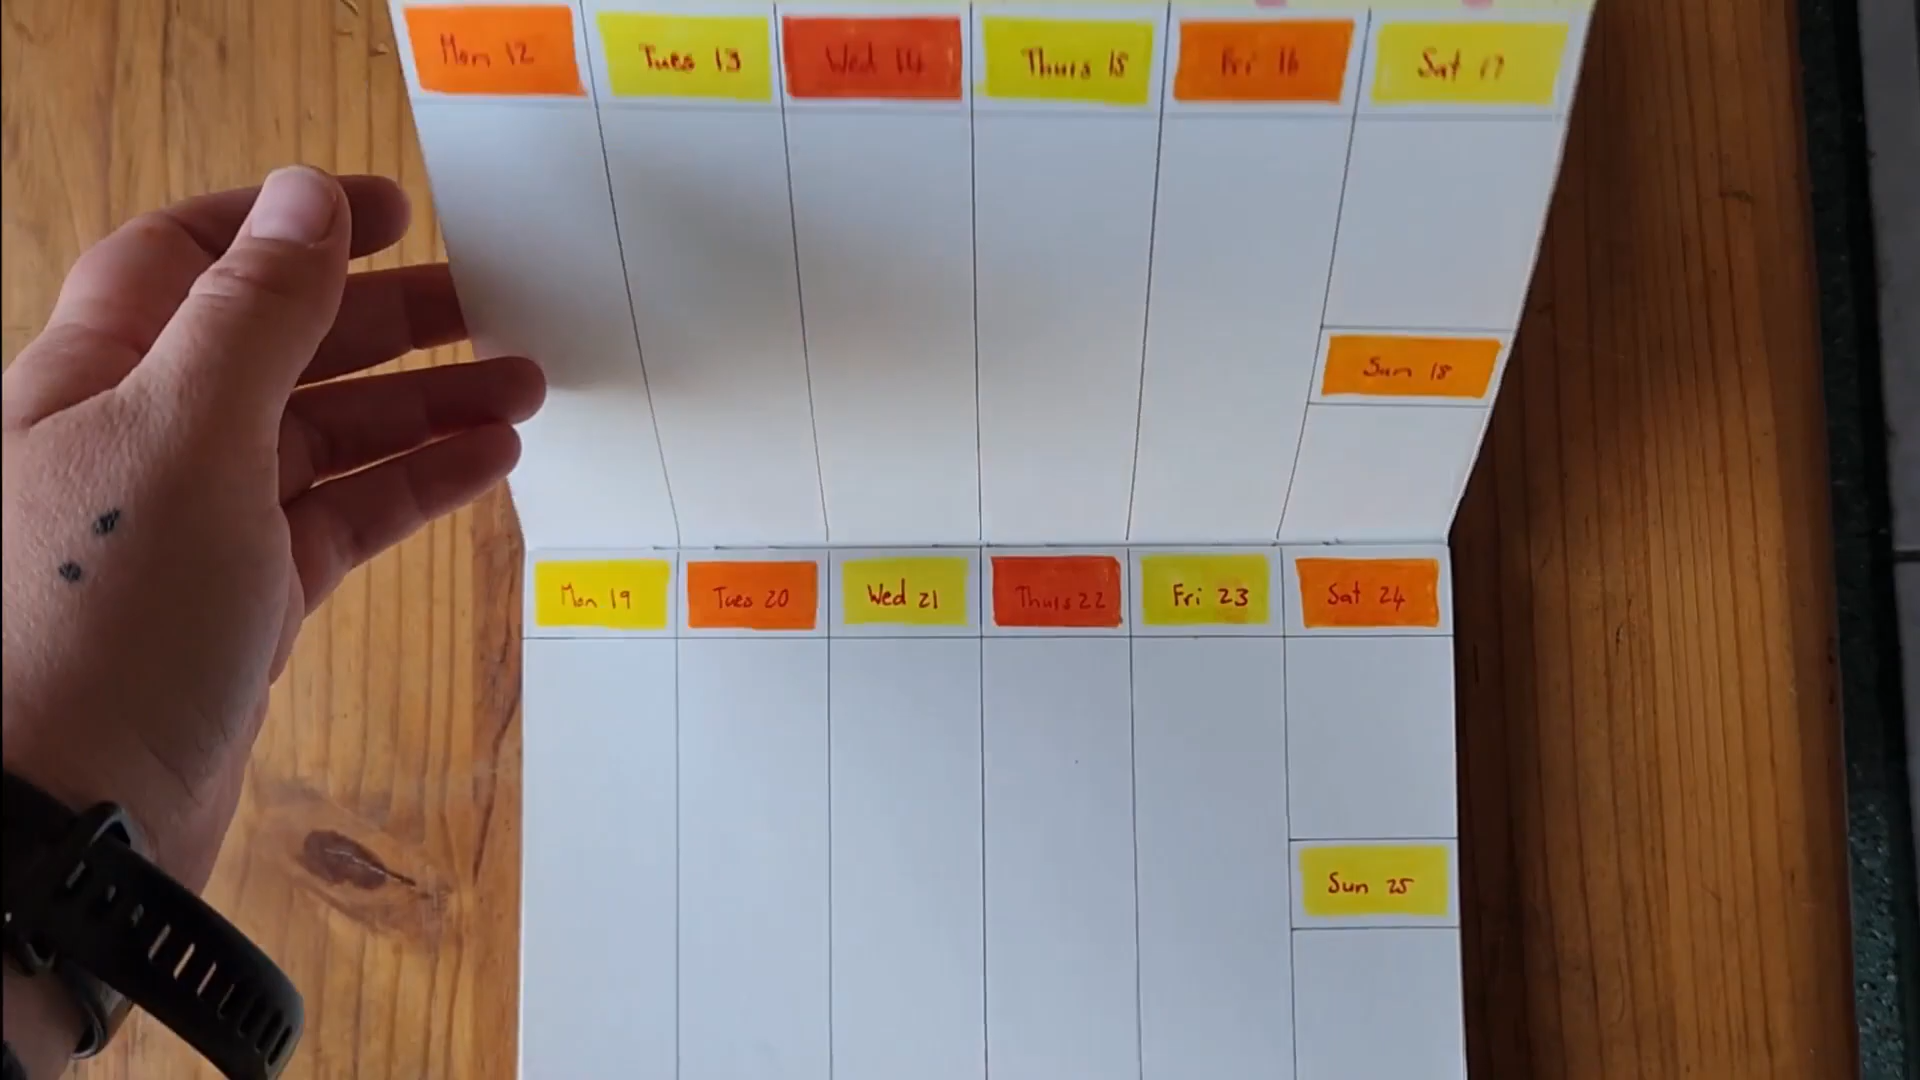 Mon 12
Tues 13
Wed 14
Thurs 15
Fri 16
Sat 17
Sun 18
Mon 19
Tues 20
Wed 21
Thurs 22
Fri 23
Sat 24
Sun 25